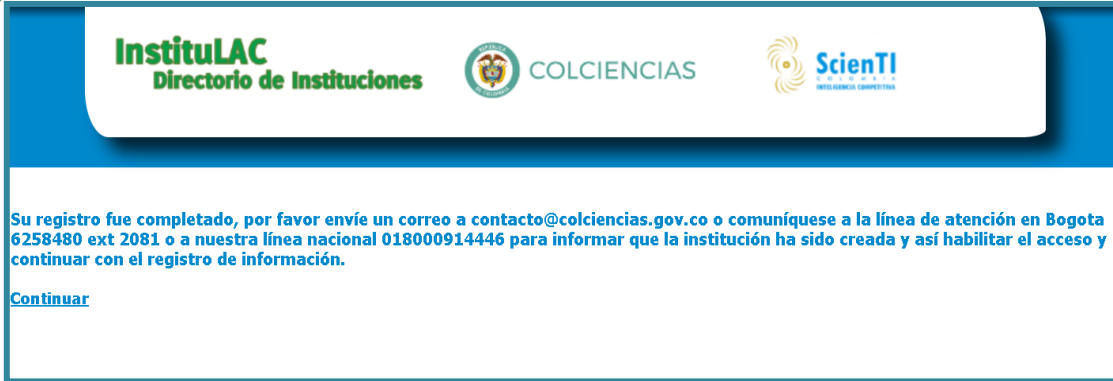 InstituLAC
Directorio de Instituciones
COLCIENCIAS
ScienTI
COLOMBIA
INTELIGENCIA COMPETITIVA
Su registro fue completado, por favor envíe un correo a contacto@colciencias.gov.co o comuníquese a la línea de atención en Bogota
6258480 ext 2081 o a nuestra línea nacional 018000914446 para informar que la institución ha sido creada y así habilitar el acceso y
continuar con el registro de información.
Continuar